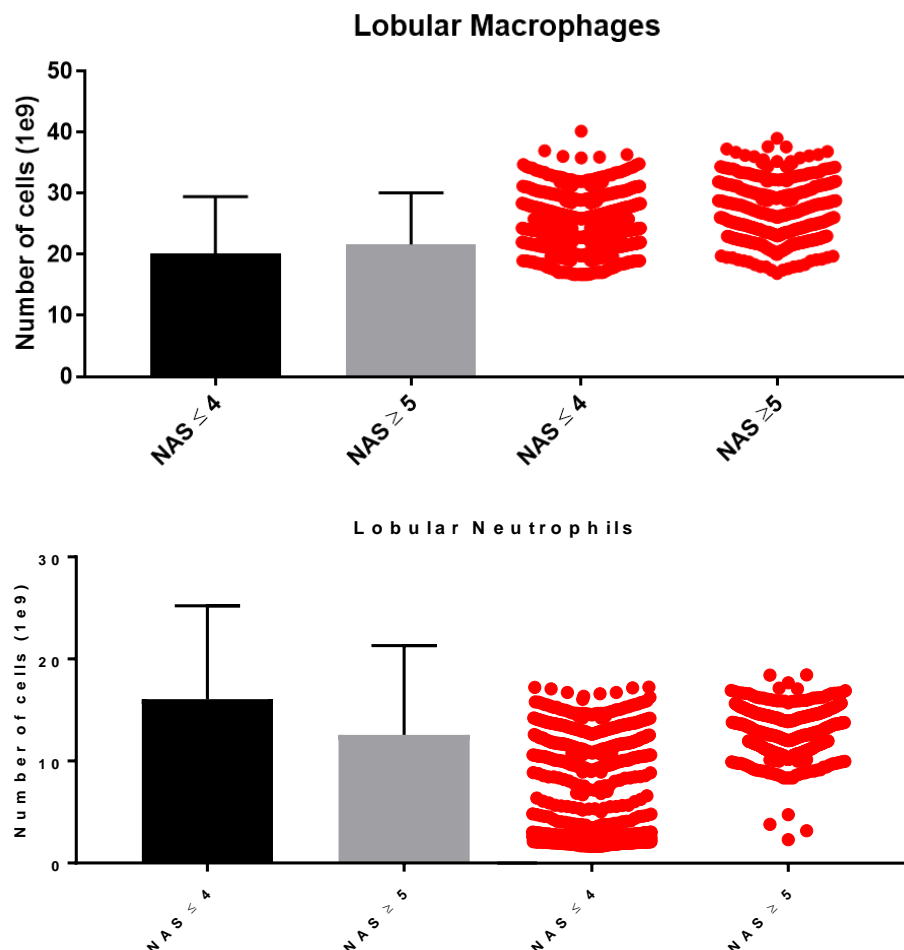 Lobular Macrophages
Number of cells (1e9)
50
40
30
20
10
0
NAS ≤ 4
NAS ≥ 5
NAS ≤ 4
NAS ≥5
Lobular Neutrophils
Number of cells (1e9)
30
20
10
0
NAS ≤ 4
NAS ≥ 5
NAS ≤ 4
NAS ≥ 5